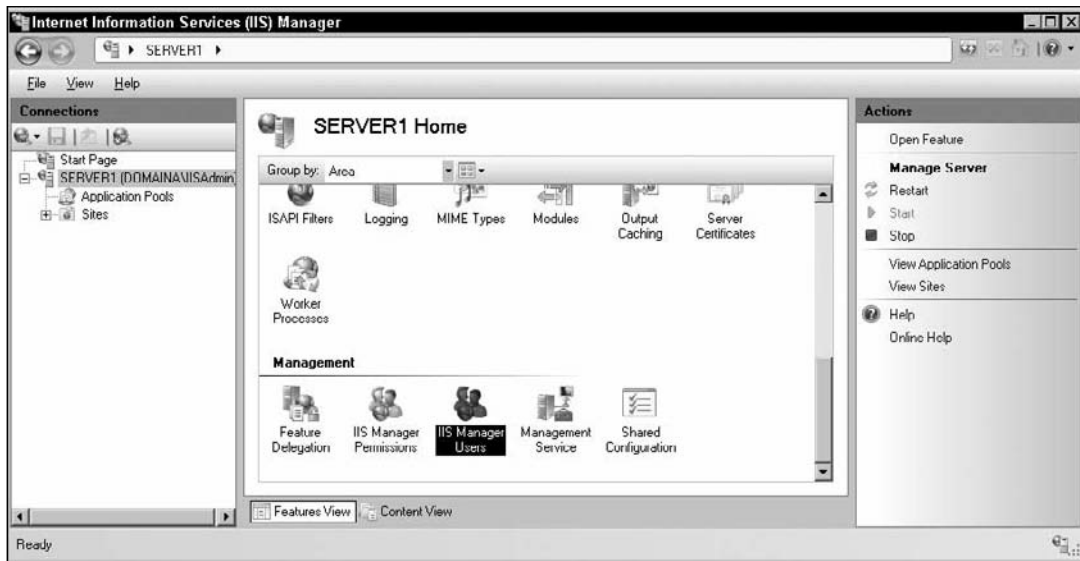 Internet Information Services (IIS) Manager
SERVER1
File View Help
Connections
Start Page
SERVER1 (DOMAINA\IISAdmin)
Application Pools
Sites
SERVER1 Home
Group by: Area
ISAPI Filters
Logging
MIME Types
Modules
Output
Caching
Server
Certificates
Worker
Processes
Management
Feature
Delegation
IIS Manager
Permissions
IIS Manager
Users
Management
Service
Shared
Configuration
Features View
Content View
Actions
Open Feature
Manage Server
Restart
Start
Stop
View Application Pools
View Sites
Help
Online Help
Ready